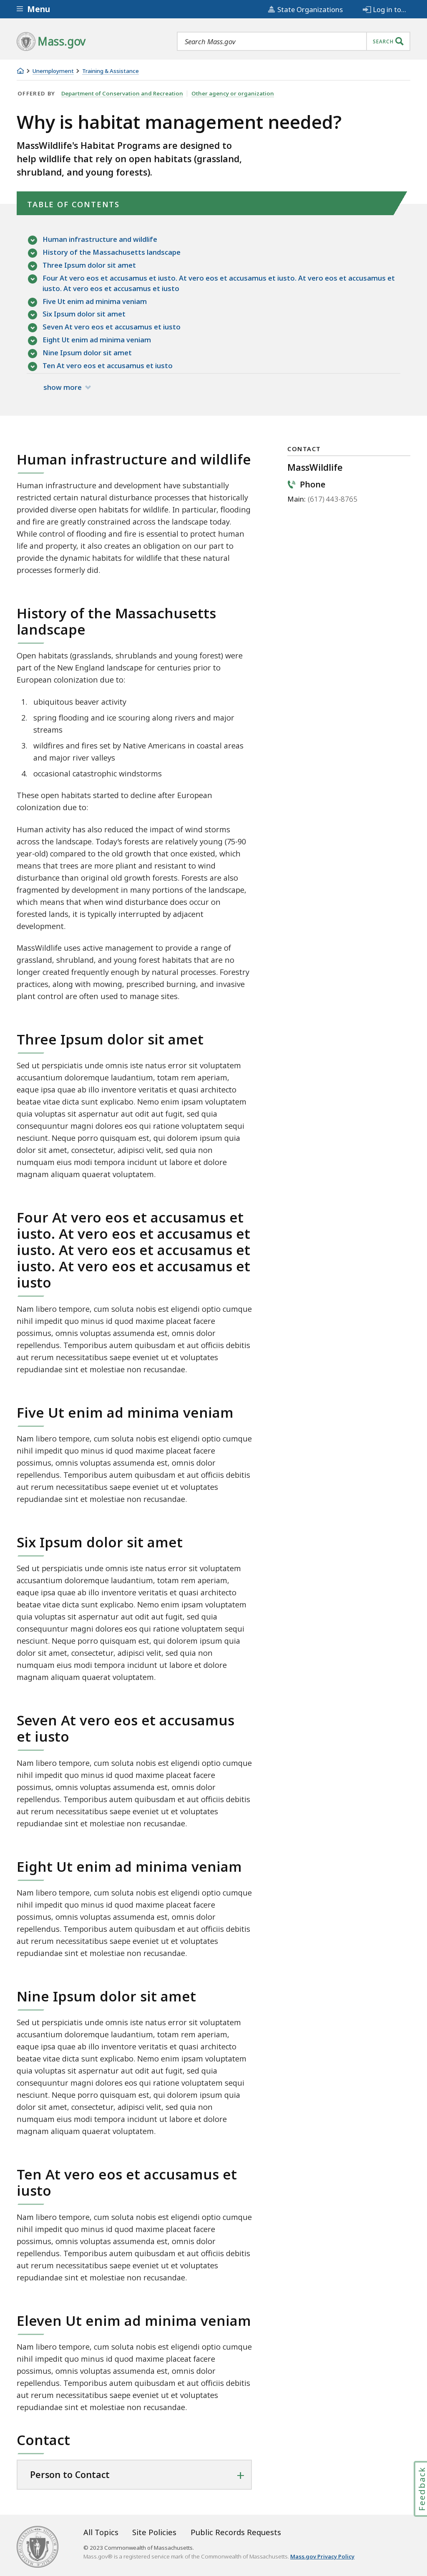 Menu
State Organizations
Log in to...
Mass.gov
Search Mass.gov
SEARCH
Unemployment
Training & Assistance
OFFERED BY Department of Conservation and Recreation | Other agency or organization
Why is habitat management needed?
MassWildlife's Habitat Programs are designed to
help wildlife that rely on open habitats (grassland,
shrubland, and young forests).
TABLE OF CONTENTS
Human infrastructure and wildlife
History of the Massachusetts landscape
Three Ipsum dolor sit amet
Four At vero eos et accusamus et iusto. At vero eos et accusamus et iusto. At vero eos et accusamus et
iusto. At vero eos et accusamus et iusto
Five Ut enim ad minima veniam
Six Ipsum dolor sit amet
Seven At vero eos et accusamus et iusto
Eight Ut enim ad minima veniam
Nine Ipsum dolor sit amet
Ten At vero eos et accusamus et iusto
show more
Human infrastructure and wildlife
Human infrastructure and development have substantially
restricted certain natural disturbance processes that historically
provided diverse open habitats for wildlife. In particular, flooding
and fire are greatly constrained across the landscape today.
While control of flooding and fire is essential to protect human
life and property, it also creates an obligation on our part to
provide the dynamic habitats for wildlife that these natural
processes formerly did.
CONTACT
MassWildlife
Phone
Main: (617) 443-8765
History of the Massachusetts
landscape
Open habitats (grasslands, shrublands and young forest) were
part of the New England landscape for centuries prior to
European colonization due to:
1. ubiquitous beaver activity
2. spring flooding and ice scouring along rivers and major
streams
3. wildfires and fires set by Native Americans in coastal areas
and major river valleys
4. occasional catastrophic windstorms
These open habitats started to decline after European
colonization due to:
Human activity has also reduced the impact of wind storms
across the landscape. Today's forests are relatively young (75-90
year-old) compared to the old growth that once existed, which
means that trees are more pliant and resistant to wind
disturbance than original old growth forests. Forests are also
fragmented by development in many portions of the landscape,
which means that when wind disturbance does occur on
forested lands, it is typically interrupted by adjacent
development.
MassWildlife uses active management to provide a range of
grassland, shrubland, and young forest habitats that are no
longer created frequently enough by natural processes. Forestry
practices, along with mowing, prescribed burning, and invasive
plant control are often used to manage sites.
Three Ipsum dolor sit amet
Sed ut perspiciatis unde omnis iste natus error sit voluptatem
accusantium doloremque laudantium, totam rem aperiam,
eaque ipsa quae ab illo inventore veritatis et quasi architecto
beatae vitae dicta sunt explicabo. Nemo enim ipsam voluptatem
quia voluptas sit aspernatur aut odit aut fugit, sed quia
consequuntur magni dolores eos qui ratione voluptatem sequi
nesciunt. Neque porro quisquam est, qui dolorem ipsum quia
dolor sit amet, consectetur, adipisci velit, sed quia non
numquam eius modi tempora incidunt ut labore et dolore
magnam aliquam quaerat voluptatem.
Four At vero eos et accusamus et
iusto. At vero eos et accusamus et
iusto. At vero eos et accusamus et
iusto. At vero eos et accusamus et
iusto
Nam libero tempore, cum soluta nobis est eligendi optio cumque
nihil impedit quo minus id quod maxime placeat facere
possimus, omnis voluptas assumenda est, omnis dolor
repellendus. Temporibus autem quibusdam et aut officiis debitis
aut rerum necessitatibus saepe eveniet ut et voluptates
repudiandae sint et molestiae non recusandae.
Five Ut enim ad minima veniam
Nam libero tempore, cum soluta nobis est eligendi optio cumque
nihil impedit quo minus id quod maxime placeat facere
possimus, omnis voluptas assumenda est, omnis dolor
repellendus. Temporibus autem quibusdam et aut officiis debitis
aut rerum necessitatibus saepe eveniet ut et voluptates
repudiandae sint et molestiae non recusandae.
Six Ipsum dolor sit amet
Sed ut perspiciatis unde omnis iste natus error sit voluptatem
accusantium doloremque laudantium, totam rem aperiam,
eaque ipsa quae ab illo inventore veritatis et quasi architecto
beatae vitae dicta sunt explicabo. Nemo enim ipsam voluptatem
quia voluptas sit aspernatur aut odit aut fugit, sed quia
consequuntur magni dolores eos qui ratione voluptatem sequi
nesciunt. Neque porro quisquam est, qui dolorem ipsum quia
dolor sit amet, consectetur, adipisci velit, sed quia non
numquam eius modi tempora incidunt ut labore et dolore
magnam aliquam quaerat voluptatem.
Seven At vero eos et accusamus
et iusto
Nam libero tempore, cum soluta nobis est eligendi optio cumque
nihil impedit quo minus id quod maxime placeat facere
possimus, omnis voluptas assumenda est, omnis dolor
repellendus. Temporibus autem quibusdam et aut officiis debitis
aut rerum necessitatibus saepe eveniet ut et voluptates
repudiandae sint et molestiae non recusandae.
Eight Ut enim ad minima veniam
Nam libero tempore, cum soluta nobis est eligendi optio cumque
nihil impedit quo minus id quod maxime placeat facere
possimus, omnis voluptas assumenda est, omnis dolor
repellendus. Temporibus autem quibusdam et aut officiis debitis
aut rerum necessitatibus saepe eveniet ut et voluptates
repudiandae sint et molestiae non recusandae.
Nine Ipsum dolor sit amet
Sed ut perspiciatis unde omnis iste natus error sit voluptatem
accusantium doloremque laudantium, totam rem aperiam,
eaque ipsa quae ab illo inventore veritatis et quasi architecto
beatae vitae dicta sunt explicabo. Nemo enim ipsam voluptatem
quia voluptas sit aspernatur aut odit aut fugit, sed quia
consequuntur magni dolores eos qui ratione voluptatem sequi
nesciunt. Neque porro quisquam est, qui dolorem ipsum quia
dolor sit amet, consectetur, adipisci velit, sed quia non
numquam eius modi tempora incidunt ut labore et dolore
magnam aliquam quaerat voluptatem.
Ten At vero eos et accusamus et
iusto
Nam libero tempore, cum soluta nobis est eligendi optio cumque
nihil impedit quo minus id quod maxime placeat facere
possimus, omnis voluptas assumenda est, omnis dolor
repellendus. Temporibus autem quibusdam et aut officiis debitis
aut rerum necessitatibus saepe eveniet ut et voluptates
repudiandae sint et molestiae non recusandae.
Eleven Ut enim ad minima veniam
Nam libero tempore, cum soluta nobis est eligendi optio cumque
nihil impedit quo minus id quod maxime placeat facere
possimus, omnis voluptas assumenda est, omnis dolor
repellendus. Temporibus autem quibusdam et aut officiis debitis
aut rerum necessitatibus saepe eveniet ut et voluptates
repudiandae sint et molestiae non recusandae.
Contact
Person to Contact
Feedback
All Topics
Site Policies
Public Records Requests
© 2023 Commonwealth of Massachusetts.
Mass.gov® is a registered service mark of the Commonwealth of Massachusetts. Mass.gov Privacy Policy